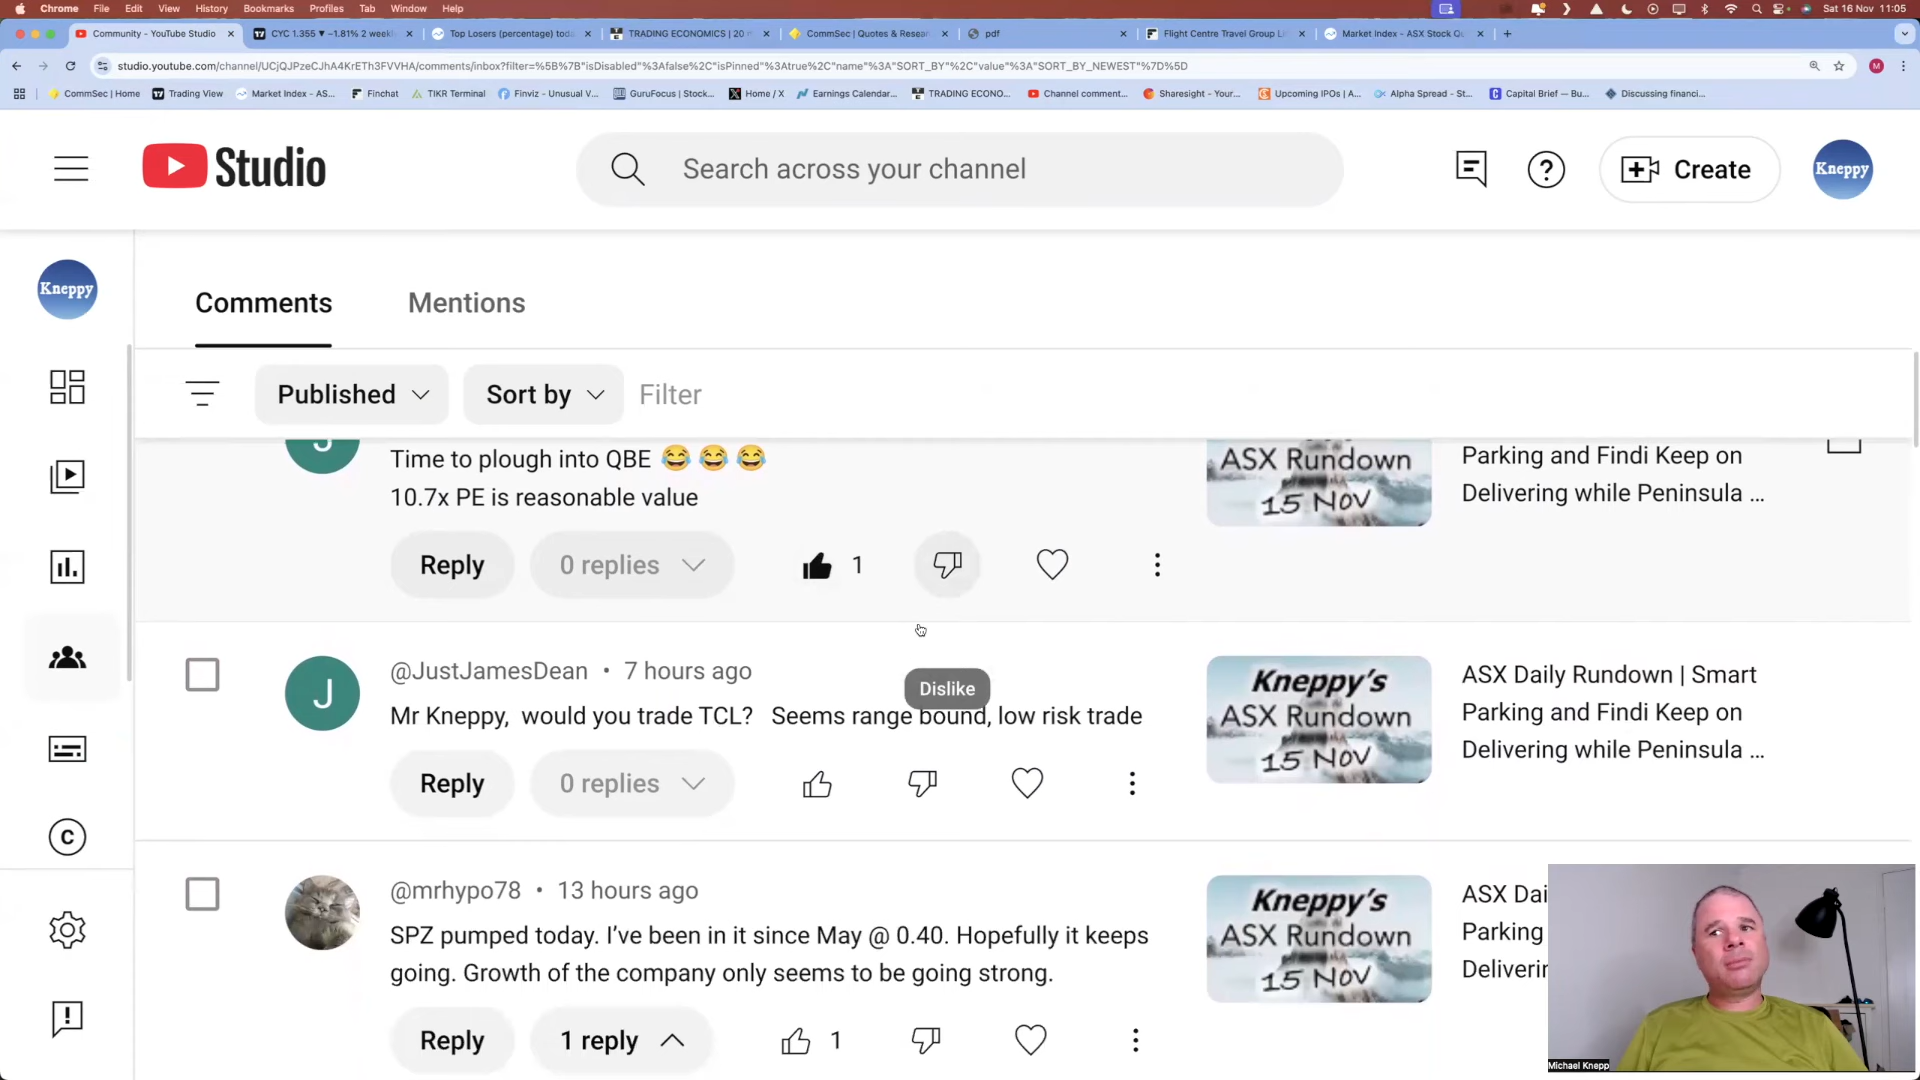 Chrome File Edit View History Bookmarks Profiles Tab Window Help Sat 16 Nov 11:05
Community - YouTube Studio CYC 1.355 ▼ −1.81% 2 week Top Losers (percentage) tod TRADING ECONOMICS | 20 m CommSec | Quotes & Resea pdf Flight Centre Travel Group L Market Index - ASX Stock Q
studio.youtube.com/channel/UCjQJPzeCJhA4KrETh3FVVHA/comments/inbox?filter=%5B%7B"isDisabled"%3Afalse%2C"isPinned"%3Atrue%2C"name"%3A"SORT_BY"%2C"value"%3A"SORT_BY_NEWEST"%7D%5D M
CommSec | Home Trading View Market Index - AS... Finchat TIKR Terminal Finviz - Unusual V... GuruFocus | Stock... Home / X Earnings Calendar... TRADING ECONO... Channel comment... Sharesight - Your... Upcoming IPOs | A... Alpha Spread - St... Capital Brief — Bu... Discussing financi...
Studio Search across your channel Create Kneppy
Kneppy
Comments Mentions
Published Sort by Filter
J
Time to plough into QBE 😂 😂 😂
10.7x PE is reasonable value
ASX Rundown
15 Nov
Parking and Findi Keep on
Delivering while Peninsula ...
Reply 0 replies 1
J
@JustJamesDean • 7 hours ago
Dislike
Mr Kneppy, would you trade TCL? Seems range bound, low risk trade
Kneppy's
ASX Rundown
15 Nov
ASX Daily Rundown | Smart
Parking and Findi Keep on
Delivering while Peninsula ...
Reply 0 replies
C
@mrhypo78 • 13 hours ago
SPZ pumped today. I've been in it since May @ 0.40. Hopefully it keeps
going. Growth of the company only seems to be going strong.
Kneppy's
ASX Rundown
15 Nov
ASX Dai
Parking
Deliverin
Reply 1 reply 1
Michael Knepp